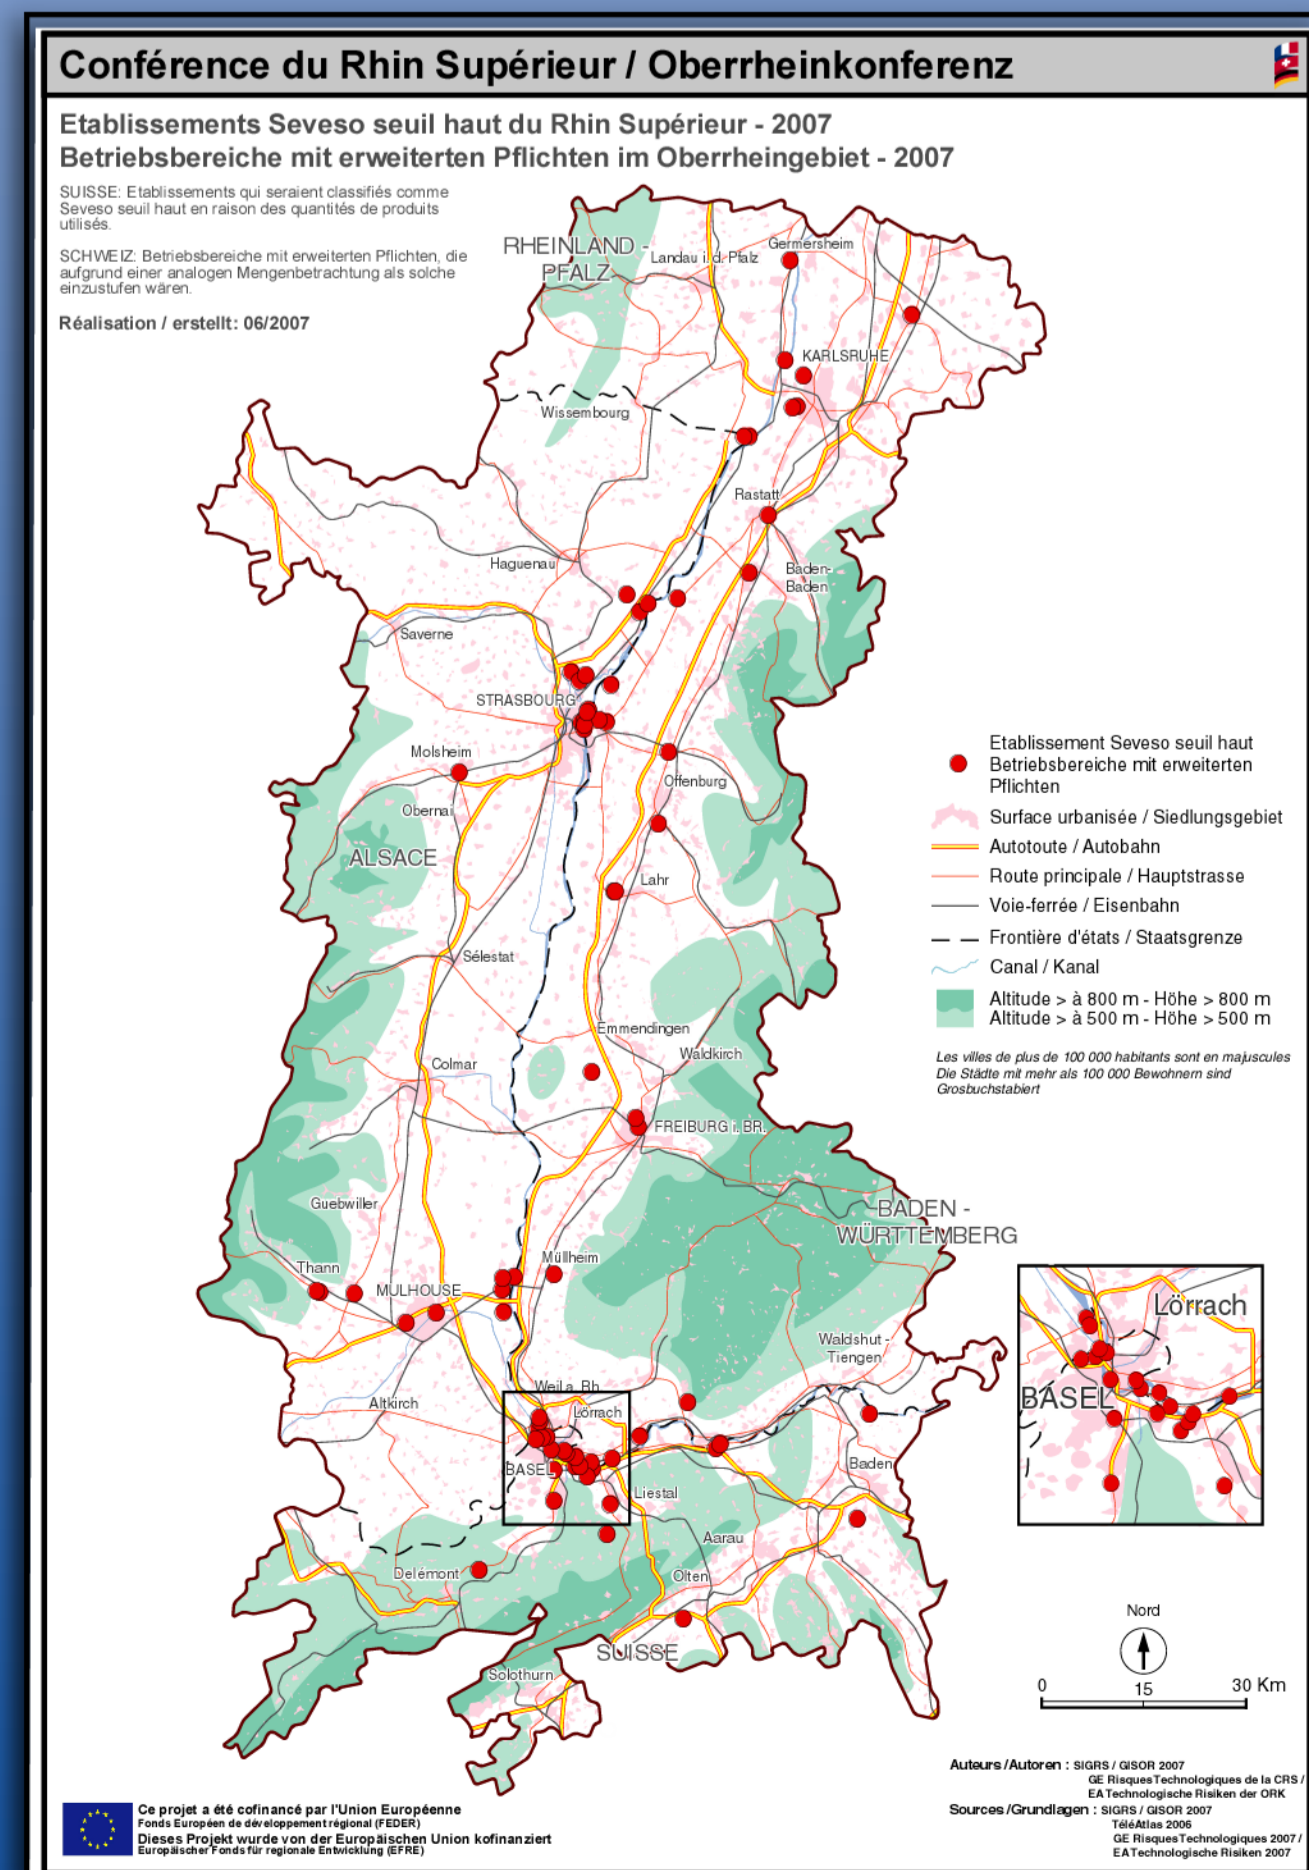 Conférence du Rhin Supérieur / Oberrheinkonferenz
Etablissements Seveso seuil haut du Rhin Supérieur - 2007
Betriebsbereiche mit erweiterten Pflichten im Oberrheingebiet - 2007
SUISSE: Etablissements qui seraient classifiés comme
Seveso seuil haut en raison des quantités de produits
utilisés.
SCHWEIZ: Betriebsbereiche mit erweiterten Pflichten, die
aufgrund einer analogen Mengenbetrachtung als solche
einzustufen wären.
Réalisation / erstellt: 06/2007
RHEINLAND -
PFALZ
Landau i. d. Pfalz
Germersheim
KARLSRUHE
Wissembourg
Rastatt
Haguenau
Baden-
Baden
Saverne
STRASBOURG
Molsheim
Offenburg
Obernai
ALSACE
Lahr
Sélestat
Emmendingen
Waldkirch
Colmar
FREIBURG i. BR.
Guebwiller
BADEN -
WÜRTTEMBERG
Müllheim
Thann
MULHOUSE
Waldshut -
Tiengen
Weil a. Rh.
Altkirch
Lörrach
BASEL
Baden
Liestal
Aarau
Delémont
Olten
SUISSE
Solothurn
Etablissement Seveso seuil haut
Betriebsbereiche mit erweiterten
Pflichten
Surface urbanisée / Siedlungsgebiet
Autotoute / Autobahn
Route principale / Hauptstrasse
Voie-ferrée / Eisenbahn
Frontière d'états / Staatsgrenze
Canal / Kanal
Altitude > à 800 m - Höhe > 800 m
Altitude > à 500 m - Höhe > 500 m
Les villes de plus de 100 000 habitants sont en majuscules
Die Städte mit mehr als 100 000 Bewohnern sind
Grosbuchstabiert
Lörrach
BASEL
Nord
0 15 30 Km
Auteurs / Autoren : SIGRS / GISOR 2007
GE Risques Technologiques de la CRS /
EA Technologische Risiken der ORK
Sources / Grundlagen : SIGRS / GISOR 2007
TéléAtlas 2006
GE Risques Technologiques 2007 /
EA Technologische Risiken 2007
Ce projet a été cofinancé par l'Union Européenne
Fonds Européen de développement régional (FEDER)
Dieses Projekt wurde von der Europäischen Union kofinanziert
Europäischer Fonds für regionale Entwicklung (EFRE)